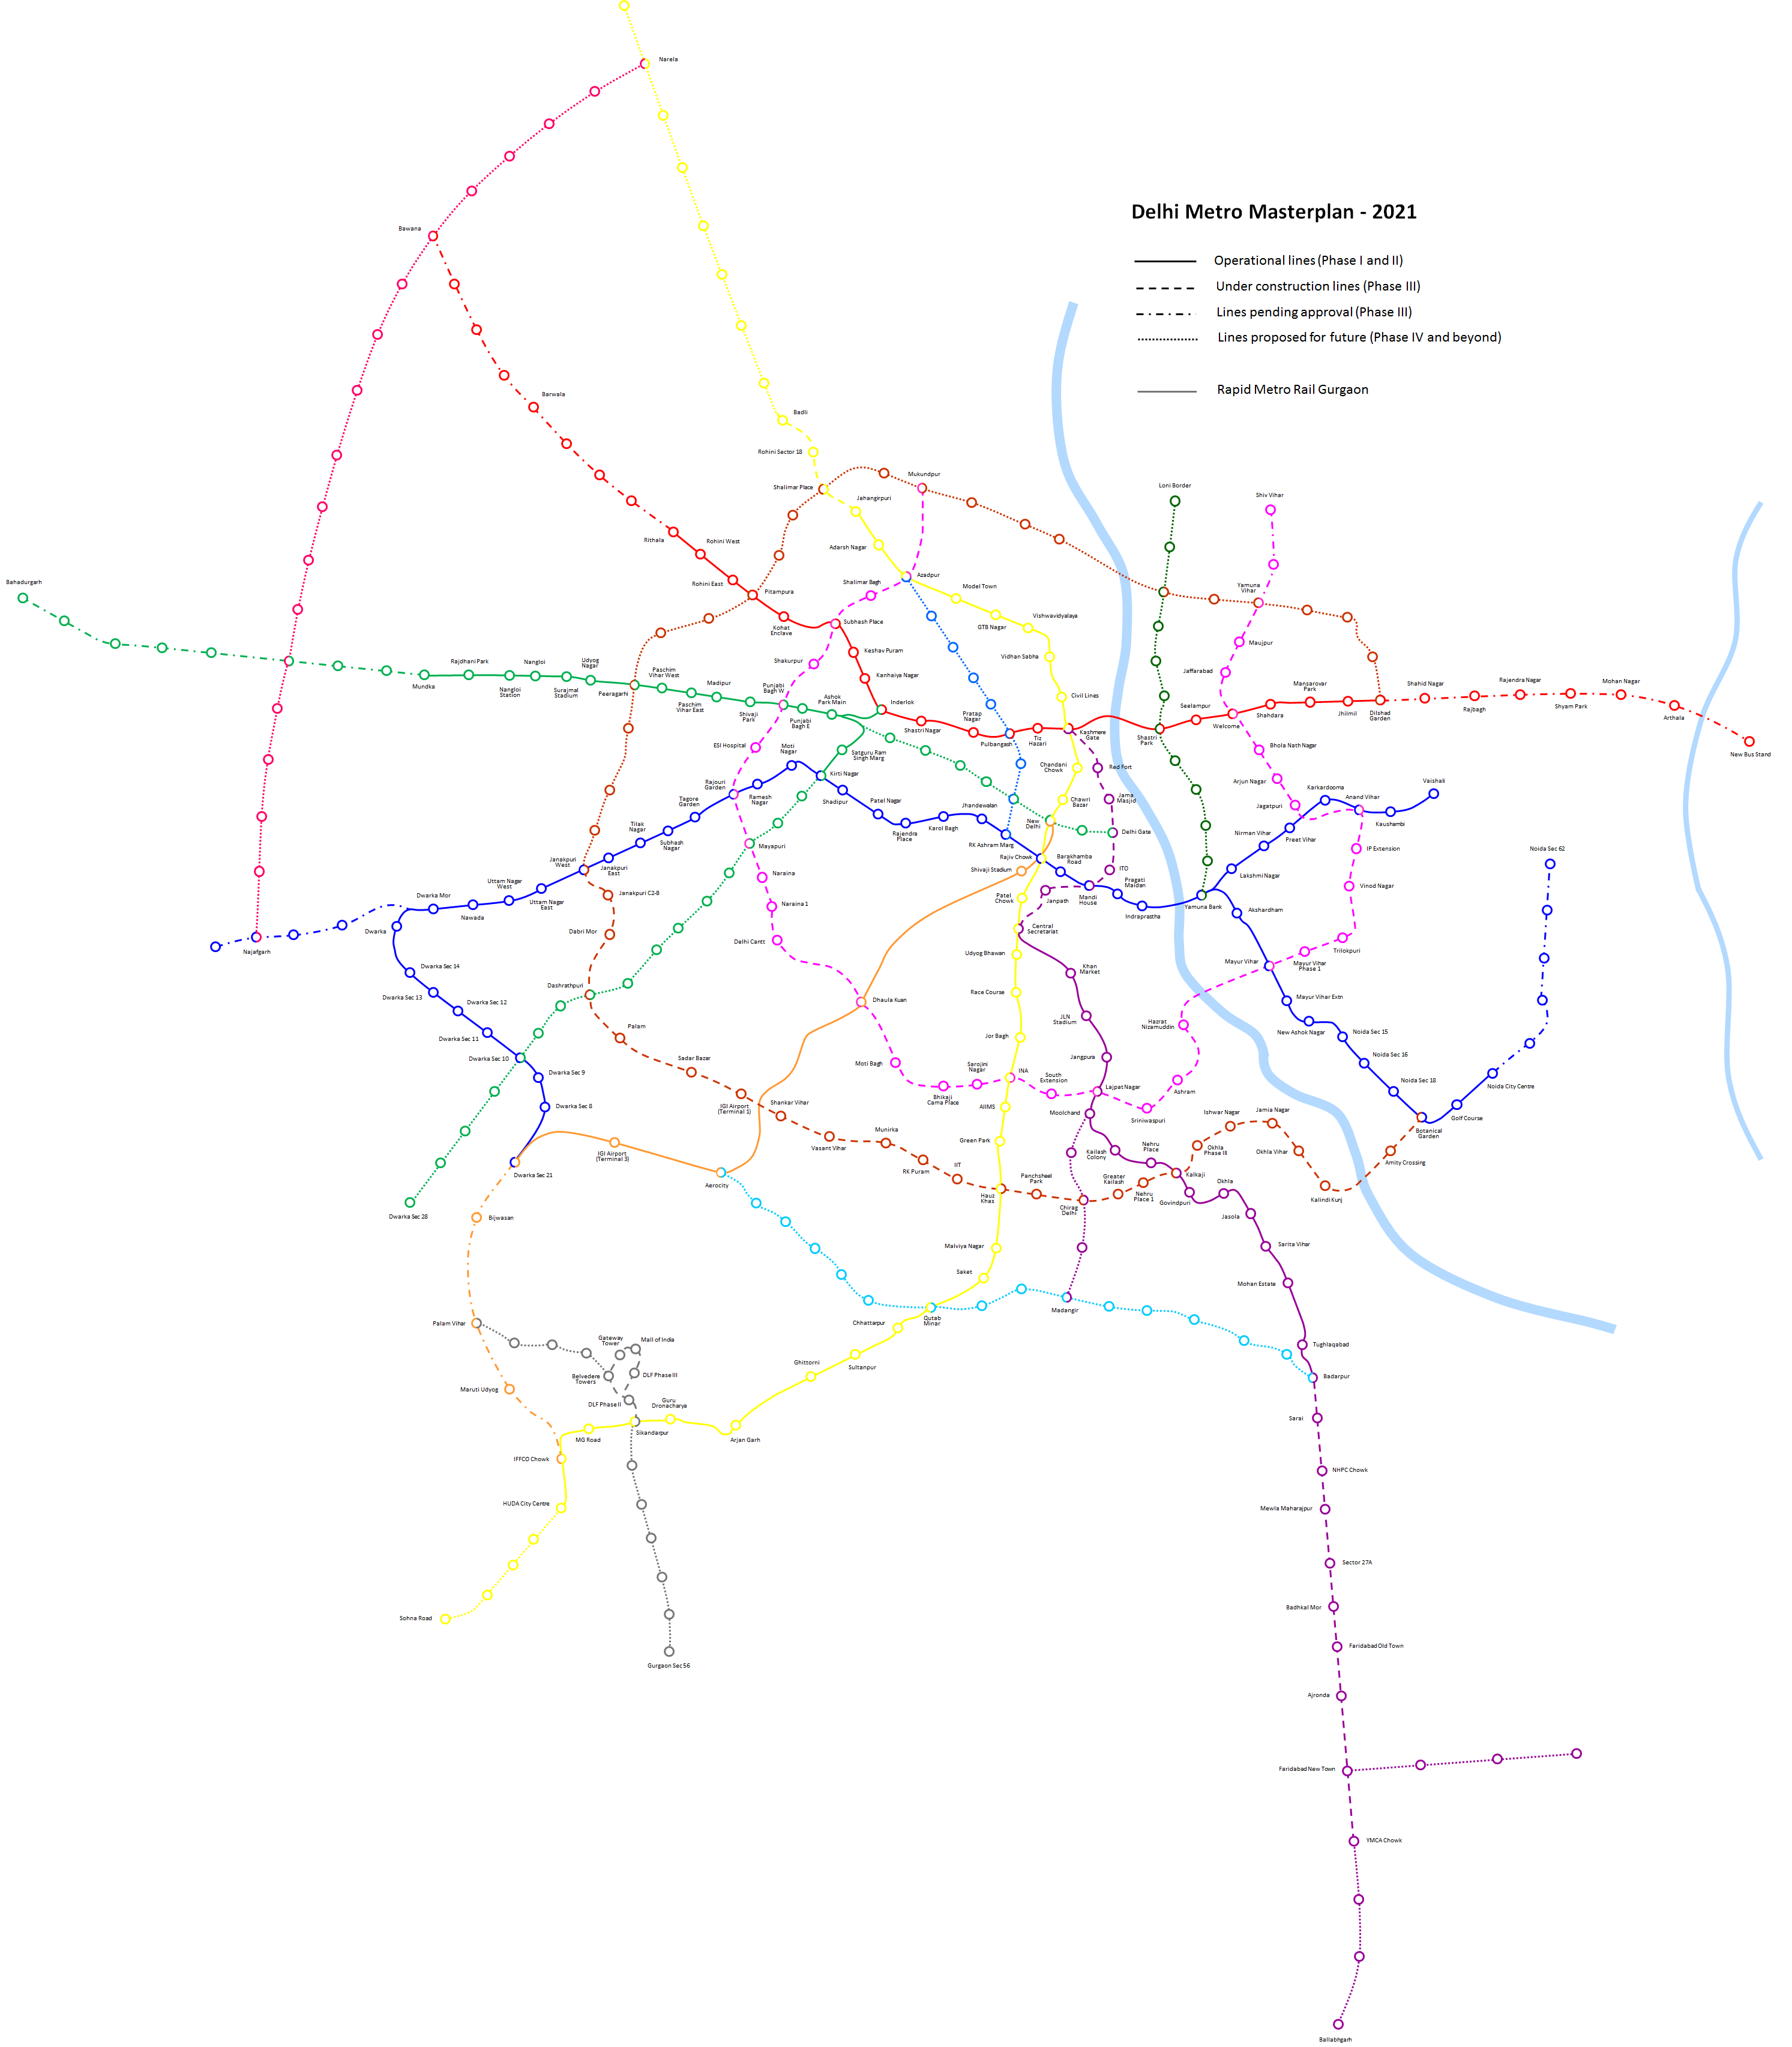 Narela
Delhi Metro Masterplan - 2021
Bawana
Operational lines (Phase I and II)
Under construction lines (Phase III)
Lines pending approval (Phase III)
Lines proposed for future (Phase IV and beyond)
Rapid Metro Rail Gurgaon
Barwala
Badli
Rohini Sector 18
Shalimar Place
Mukundpur
Jahangirpuri
Loni Border
Shiv Vihar
Rithala
Rohini West
Adarsh Nagar
Rohini East
Pitampura
Azadpur
Shalimar Bagh
Model Town
Yamuna
Vihar
Bahadurgarh
Kohat
Enclave
Subhash Place
GTB Nagar
Vishwavidyalaya
Maujpur
Keshav Puram
Vidhan Sabha
Shakurpur
Jaffarabad
Rajdhani Park
Nangloi
Udyog
Nagar
Mundka
Nangloi
Station
Surajmal
Stadium
Peeragarhi
Paschim
Vihar West
Paschim
Vihar East
Madipur
Shivaji
Park
Punjabi
Bagh W
Punjabi
Bagh E
Ashok
Park Main
Kanhaiya Nagar
Inderlok
Civil Lines
Shastri Nagar
Pratap
Nagar
Pulbangash
Tiz
Hazari
Kashmere
Gate
Shastri
Park
Seelampur
Welcome
Shahdara
Mansarovar
Park
Jhilmil
Dilshad
Garden
Shahid Nagar
Rajbagh
Rajendra Nagar
Shyam Park
Mohan Nagar
Arthala
New Bus Stand
ESI Hospital
Moti
Nagar
Satguru Ram
Singh Marg
Kirti Nagar
Chandani
Chowk
Red Fort
Bhola Nath Nagar
Arjun Nagar
Jagatpuri
Karkardooma
Anand Vihar
Vaishali
Kaushambi
Rajouri
Garden
Ramesh
Nagar
Shadipur
Patel Nagar
Rajendra
Place
Karol Bagh
Jhandewalan
RK Ashram Marg
Chawri
Bazar
Jama
Masjid
New
Delhi
Delhi Gate
Tagore
Garden
Tilak
Nagar
Subhash
Nagar
Mayapuri
Janakpuri
West
Janakpuri
East
Rajiv Chowk
Shivaji Stadium
Barakhamba
Road
ITO
Nirman Vihar
Preet Vihar
IP Extension
Noida Sec 62
Lakshmi Nagar
Uttam Nagar
West
Uttam Nagar
East
Janakpuri C2-B
Naraina
Patel
Chowk
Janpath
Mandi
House
Pragati
Maidan
Indraprastha
Yamuna Bank
Vinod Nagar
Dwarka Mor
Nawada
Naraina 1
Akshardham
Dwarka
Dabri Mor
Delhi Cantt
Central
Secretariat
Trilokpuri
Najafgarh
Udyog Bhawan
Mayur Vihar
Mayur Vihar
Phase 1
Dwarka Sec 14
Khan
Market
Dwarka Sec 13
Dashrathpuri
Dhaula Kuan
Race Course
Mayur Vihar Extn
Dwarka Sec 12
JLN
Stadium
Hazrat
Nizamuddin
New Ashok Nagar
Noida Sec 15
Dwarka Sec 11
Palam
Jor Bagh
Dwarka Sec 10
Sadar Bazar
Moti Bagh
Jangpura
Noida Sec 16
Dwarka Sec 9
Sarojini
Nagar
INA
South
Extension
Lajpat Nagar
Ashram
Noida Sec 18
Noida City Centre
Bhikaji
Cama Place
IGI Airport
(Terminal 1)
Shankar Vihar
Dwarka Sec 8
AIIMS
Moolchand
Sriniwaspuri
Ishwar Nagar
Jamia Nagar
Golf Course
Botanical
Garden
Vasant Vihar
Munirka
Green Park
IGI Airport
(Terminal 3)
Kailash
Colony
Nehru
Place
Okhla
Phase III
Okhla Vihar
Amity Crossing
Dwarka Sec 21
Aerocity
RK Puram
IIT
Hauz
Khas
Panchsheel
Park
Chirag
Delhi
Greater
Kailash
Nehru
Place 1
Kalkaji
Govindpuri
Okhla
Kalindi Kunj
Dwarka Sec 28
Bijwasan
Jasola
Malviya Nagar
Sarita Vihar
Saket
Mohan Estate
Madangir
Palam Vihar
Chhattarpur
Qutab
Minar
Gateway
Tower
Mall of India
Tughlaqabad
Ghittorni
Sultanpur
Belvedere
Towers
DLF Phase III
Badarpur
Maruti Udyog
DLF Phase II
Guru
Dronacharya
Sarai
MG Road
Sikandarpur
Arjan Garh
IFFCO Chowk
NHPC Chowk
HUDA City Centre
Mewla Maharajpur
Sector 27A
Sohna Road
Badhkal Mor
Faridabad Old Town
Gurgaon Sec 56
Ajronda
Faridabad New Town
YMCA Chowk
Balllabhgarh